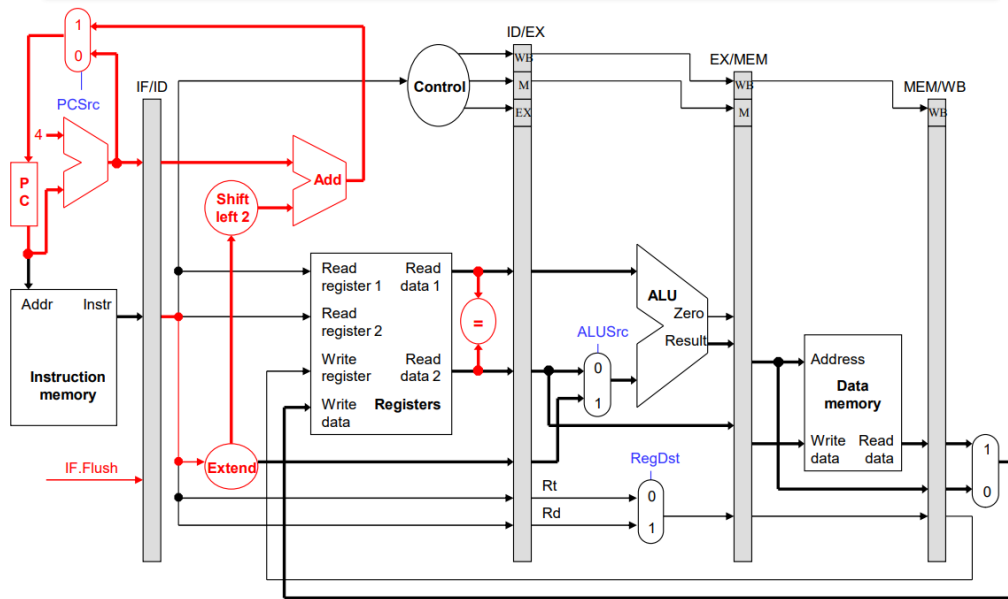 1
0
PCSrc
4
P
C
IF/ID
Control
ID/EX
WB
M
EX
EX/MEM
WB
M
MEM/WB
WB
Add
Shift
left 2
Addr Instr
Instruction
memory
Read
register 1
Read
data 1
Read
register 2
Write
register
Read
data 2
Write
data
Registers
=
ALU
Zero
Result
ALUSrc
0
1
Address
Data
memory
Write
data
Read
data
1
0
IF.Flush
Extend
RegDst
Rt
0
Rd
1